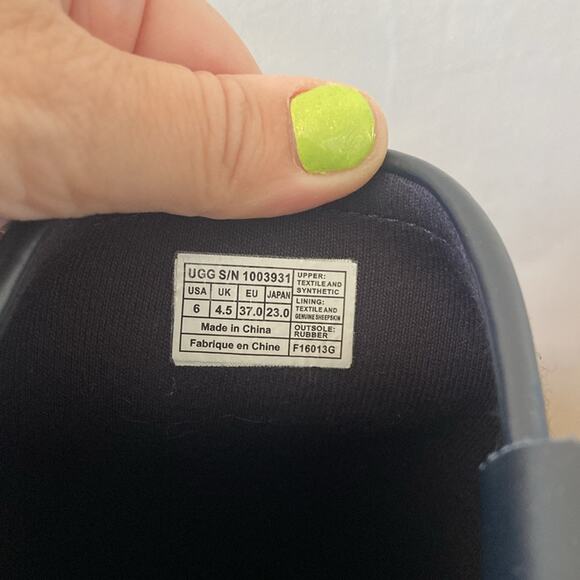 UGG S/N 1003931
USA UK EU JAPAN
6 4.5 37.0 23.0
Made in China
Fabriqué en Chine
UPPER:
TEXTILE AND
SYNTHETIC
LINING:
TEXTILE AND
GENUINE SHEEPSKIN
OUTSOLE:
RUBBER
F16013G